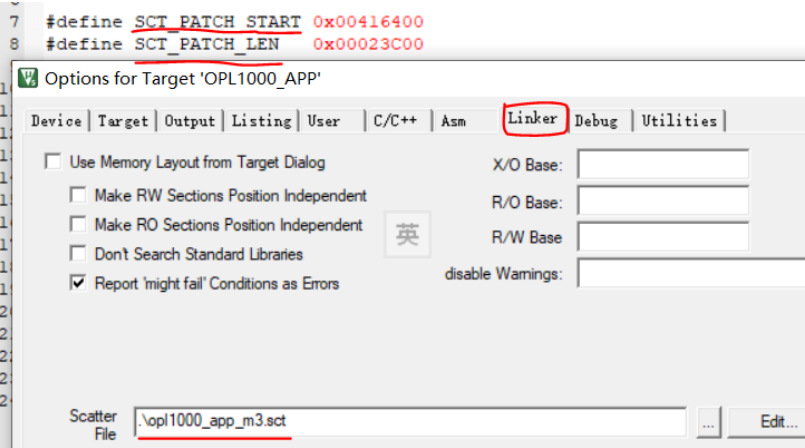 7 #define SCT_PATCH_START 0x00416400
8 #define SCT_PATCH_LEN 0x00023C00
Options for Target 'OPL1000_APP'
Device Target Output Listing User C/C++ Asm Linker Debug Utilities
Use Memory Layout from Target Dialog
X/O Base:
Make RW Sections Position Independent
R/O Base:
Make RO Sections Position Independent
R/W Base
Don't Search Standard Libraries
disable Warnings:
Report 'might fail' Conditions as Errors
英
Scatter File
.\opl1000_app_m3.sct
...
Edit...